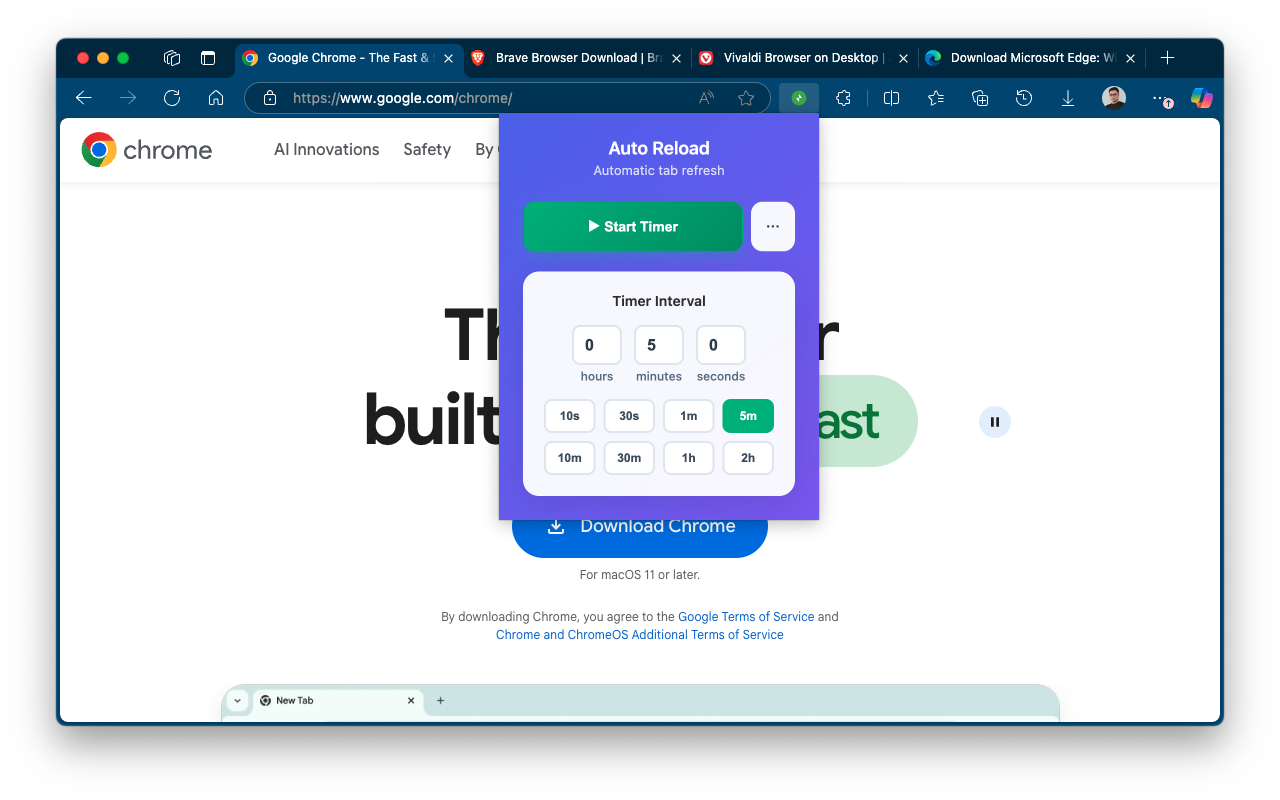 Google Chrome - The Fast &
Brave Browser Download | Bra
Vivaldi Browser on Desktop |
Download Microsoft Edge: Wi
https://www.google.com/chrome/
chrome
AI Innovations
Safety
By
Auto Reload
Automatic tab refresh
▶ Start Timer
...
Timer Interval
0 5 0
hours minutes seconds
10s 30s 1m 5m
10m 30m 1h 2h
Th r
built ast
Download Chrome
For macOS 11 or later.
By downloading Chrome, you agree to the Google Terms of Service and
Chrome and ChromeOS Additional Terms of Service
New Tab